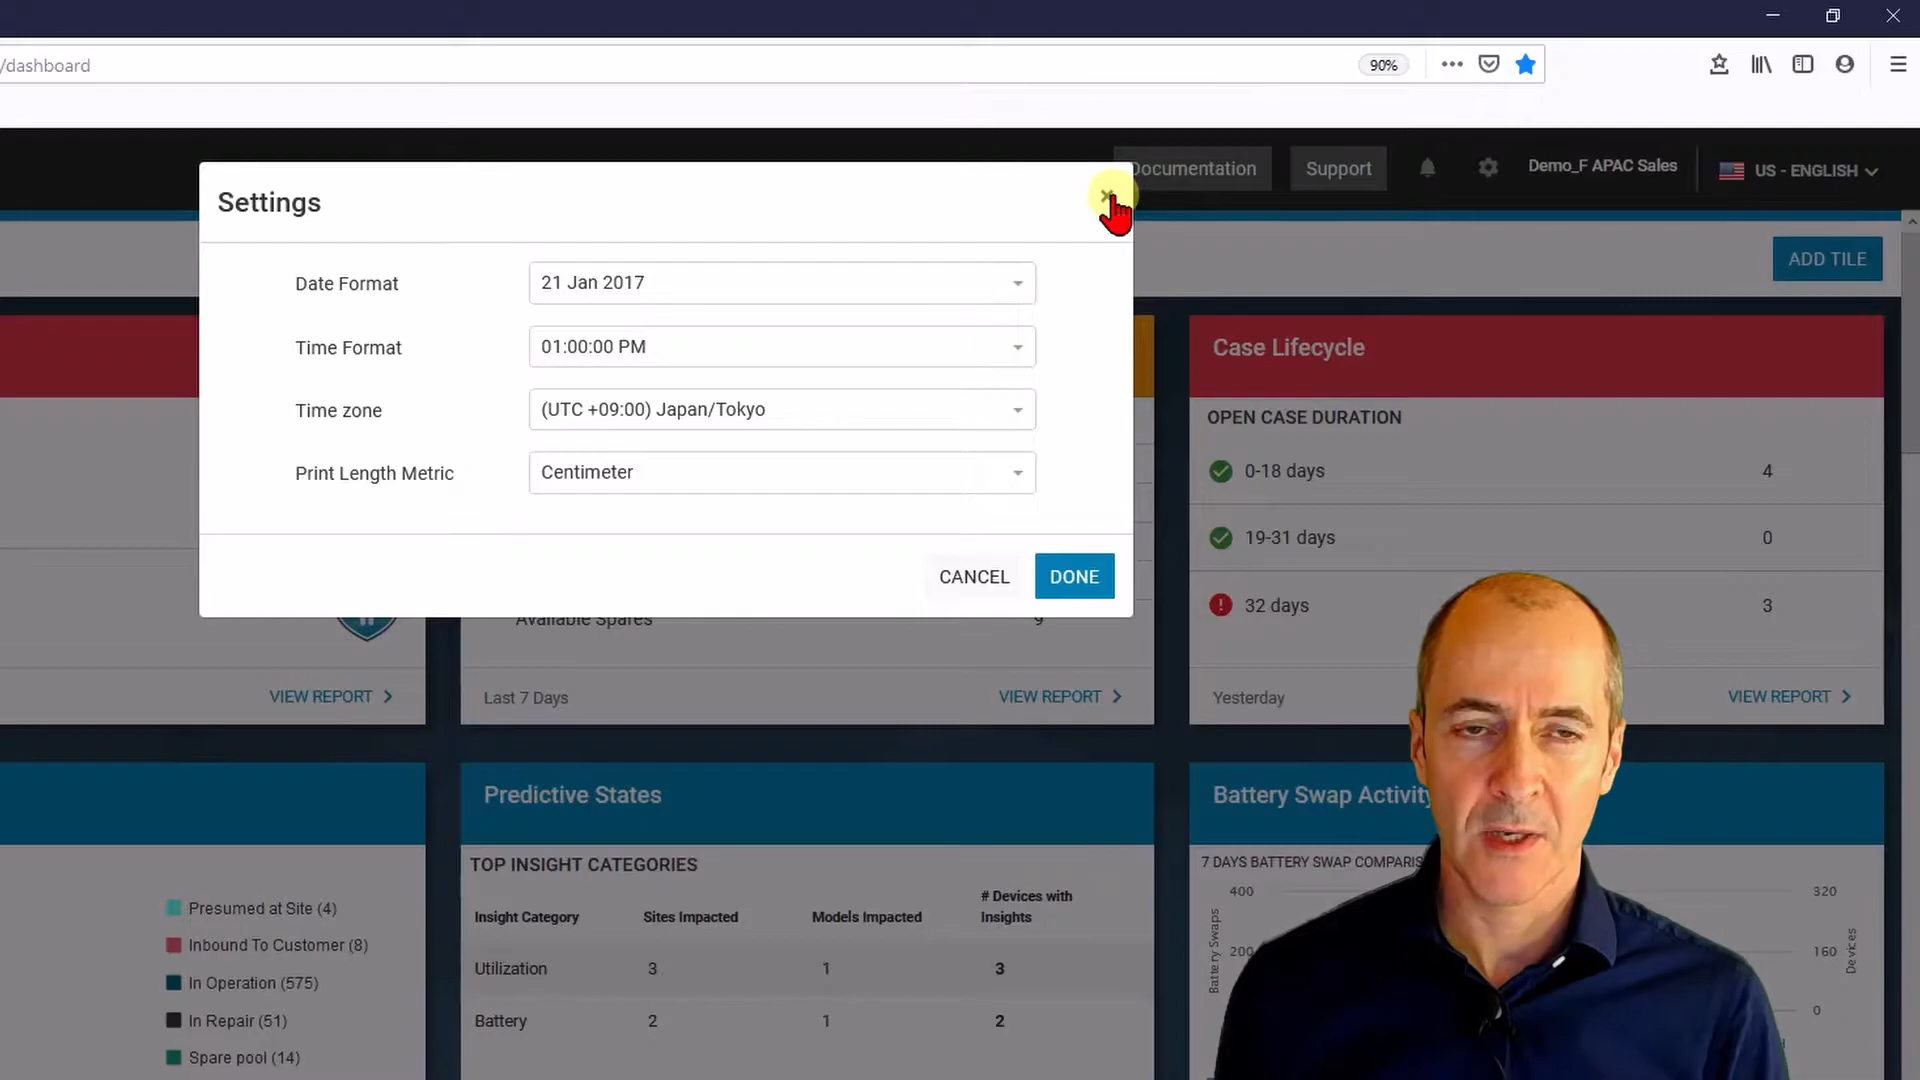 /dashboard
90%
Documentation
Support
Demo_F APAC Sales
US - ENGLISH
Settings
ADD TILE
Date Format
21 Jan 2017
Time Format
01:00:00 PM
Time zone
(UTC +09:00) Japan/Tokyo
Print Length Metric
Centimeter
CANCEL
DONE
Case Lifecycle
OPEN CASE DURATION
0-18 days 4
19-31 days 0
32 days 3
Available Spares 9
VIEW REPORT
Last 7 Days
VIEW REPORT
Yesterday
VIEW REPORT
Presumed at Site (4)
Inbound To Customer (8)
In Operation (575)
In Repair (51)
Spare pool (14)
Predictive States
TOP INSIGHT CATEGORIES
Insight Category Sites Impacted Models Impacted # Devices with
Insights
Utilization 3 1 3
Battery 2 1 2
Battery Swap Activity
7 DAYS BATTERY SWAP
400
200
Battery Swaps
320
160
0
Devices